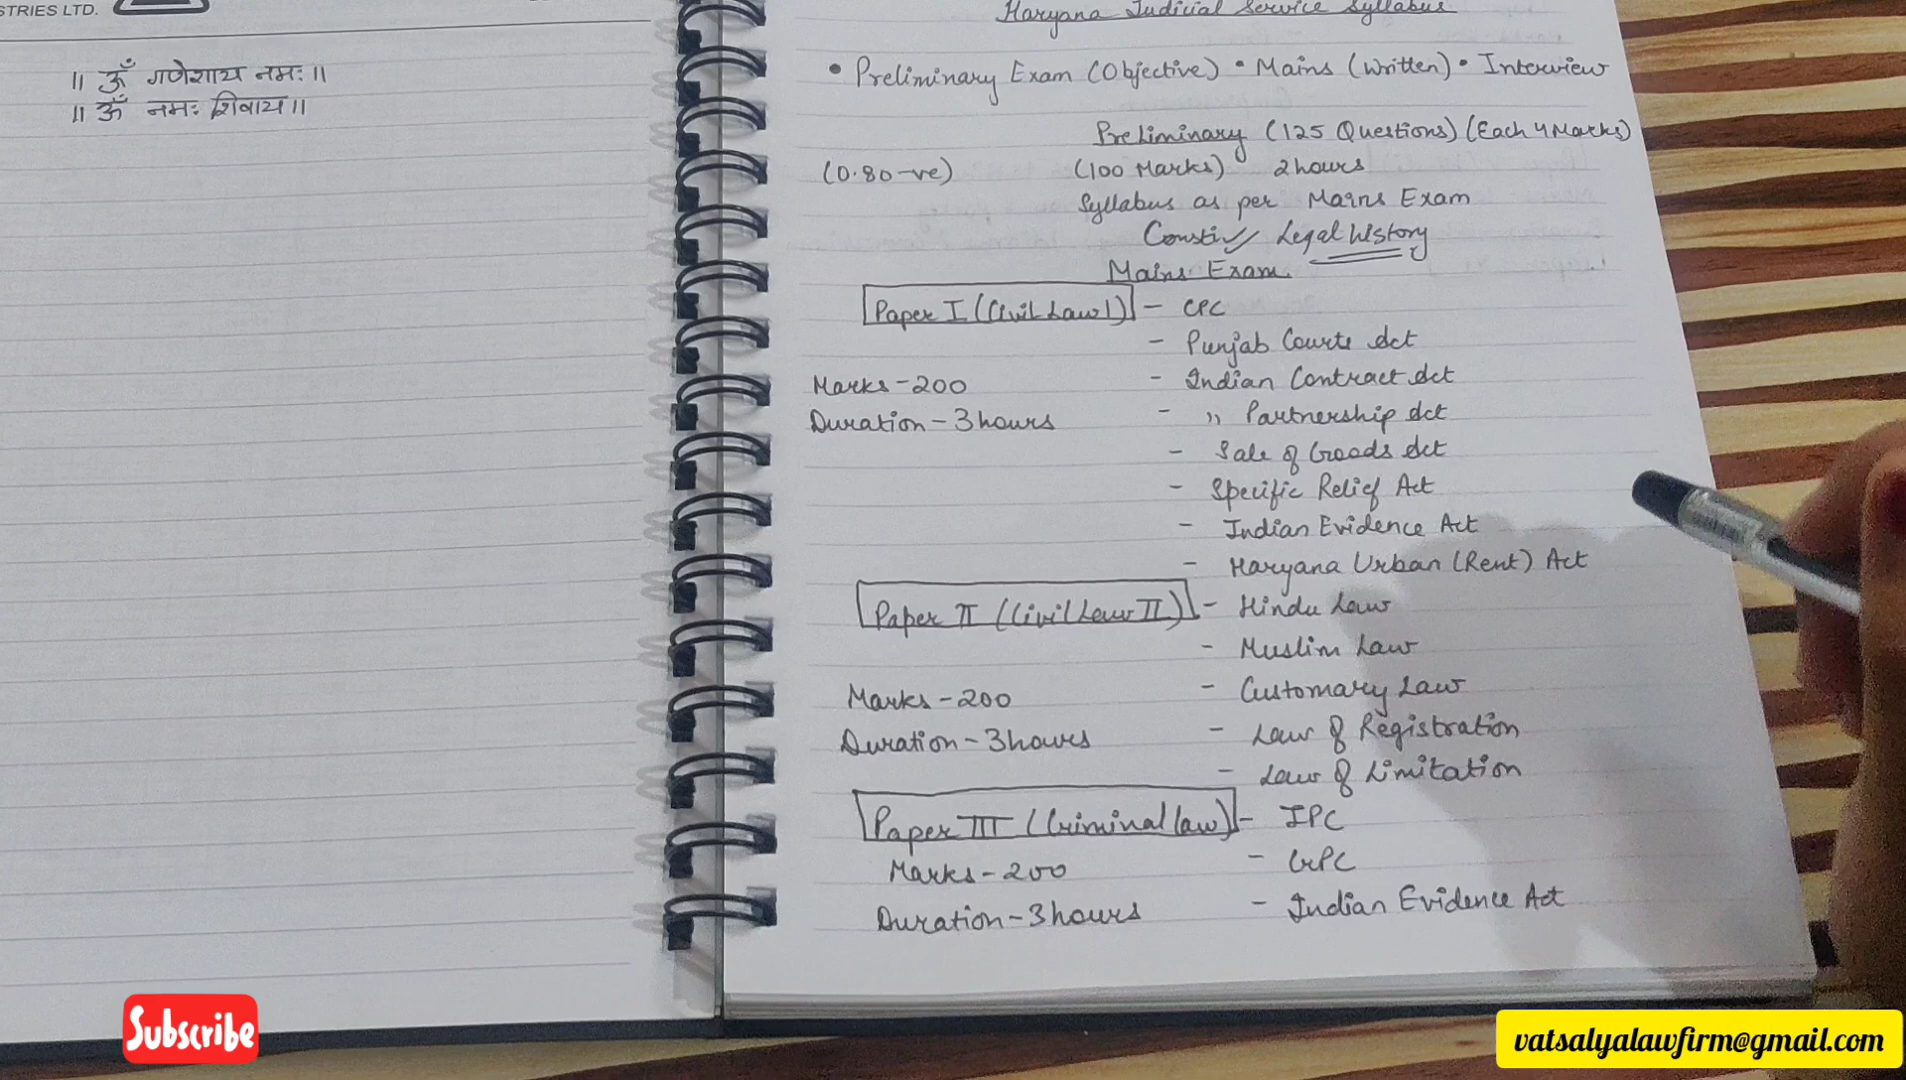 STRIES LTD.
॥ ॐ गणेशाय नमः॥
॥ ॐ नमः शिवाय॥
Haryana Judicial Service Syllabus
• Preliminary Exam (Objective) • Mains (Written) • Interview
Preliminary (125 Questions) (Each 4 Marks)
(0.80-ve) (100 Marks) 2 hours
Syllabus as per Mains Exam
Consti Legal history
Mains Exam
Paper I (Civil Law I) - CPC
- Punjab Courts Act
Marks-200 - Indian Contract Act
Duration-3 hours - ,, Partnership Act
- Sale of Goods Act
- Specific Relief Act
- Indian Evidence Act
- Haryana Urban (Rent) Act
Paper II (Civil Law II) - Hindu Law
- Muslim Law
Marks-200 - Customary Law
Duration-3 hours - Law of Registration
- Law of Limitation
Paper III (Criminal law) - IPC
Marks-200 - CrPC
Duration-3 hours - Indian Evidence Act
Subscribe
vatsalyalawfirm@gmail.com